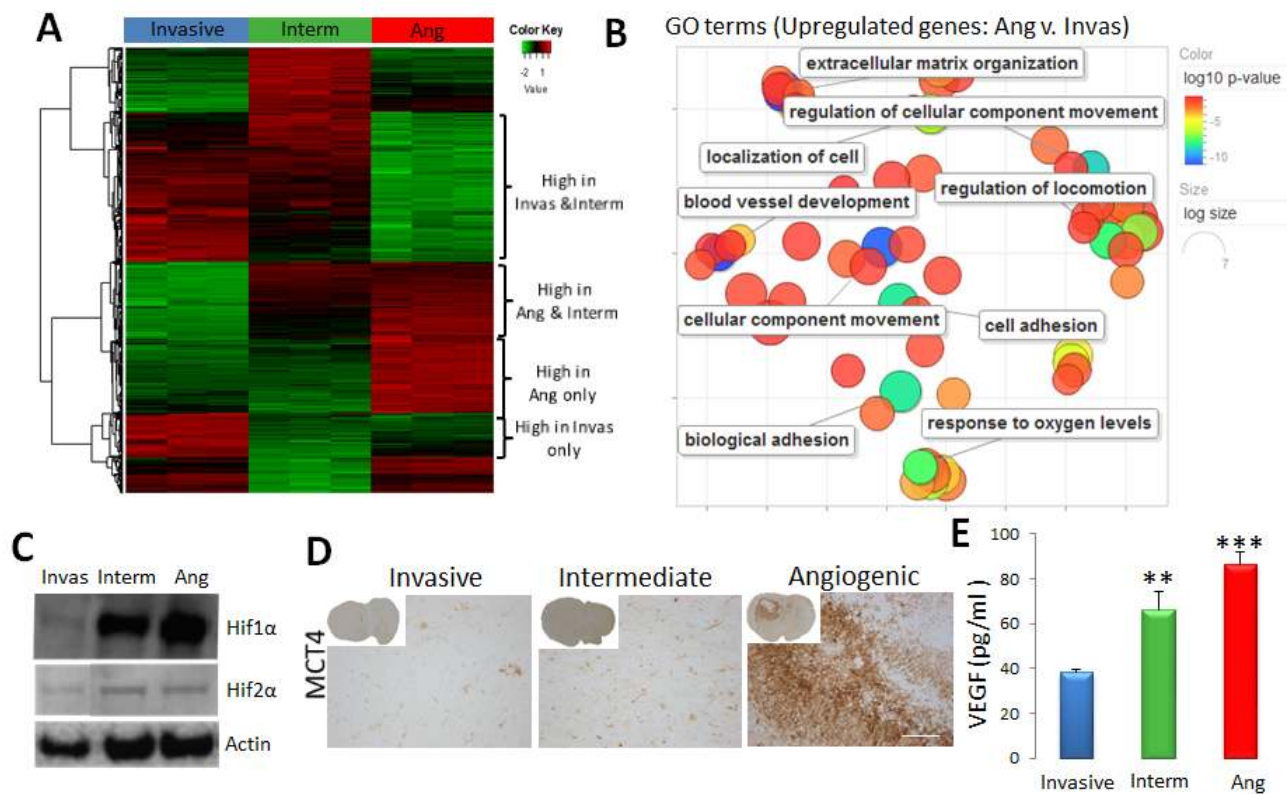 A
Invasive
Interm
Ang
Color Key
-2 1
Value
High in
Invas &Interm
High in
Ang & Interm
High in
Ang only
High in Invas
only
B
GO terms (Upregulated genes: Ang v. Invas)
extracellular matrix organization
regulation of cellular component movement
localization of cell
regulation of locomotion
blood vessel development
cellular component movement
cell adhesion
biological adhesion
response to oxygen levels
Color
log10 p-value
-5
-10
Size
log size
7
C
Invas Interm Ang
Hif1α
Hif2α
Actin
D
Invasive
Intermediate
Angiogenic
MCT4
E
VEGF (pg/ml)
100
80
60
40
20
0
**
***
Invasive
Interm
Ang